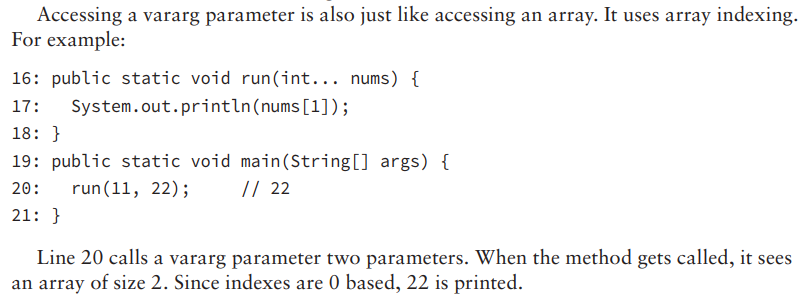 Accessing a vararg parameter is also just like accessing an array. It uses array indexing.
For example:
16: public static void run(int... nums) {
17:   System.out.println(nums[1]);
18: }
19: public static void main(String[] args) {
20:   run(11, 22);     // 22
21: }
Line 20 calls a vararg parameter two parameters. When the method gets called, it sees
an array of size 2. Since indexes are 0 based, 22 is printed.